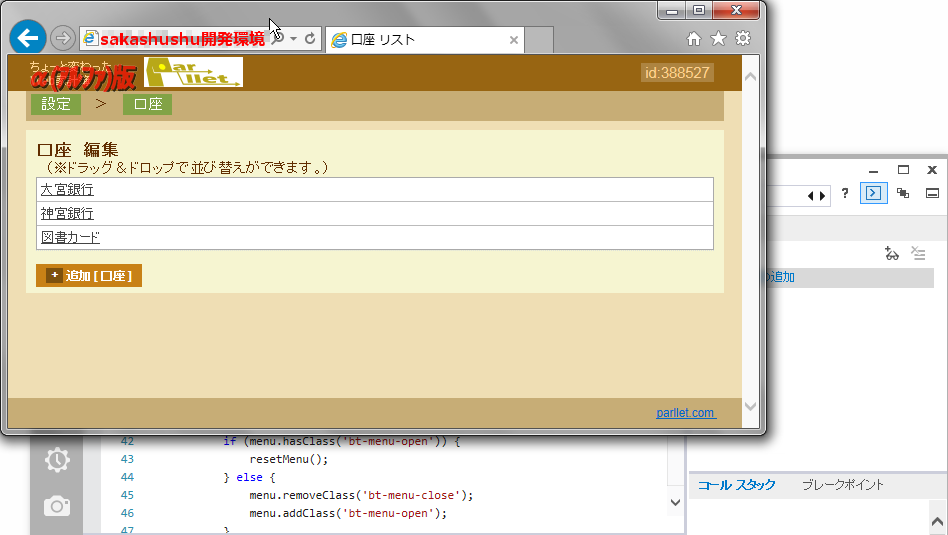 sakashushu開発環境
口座 リスト
ちょっと変わった
α(アルファ)版
Par
llet
id:388527
設定 > 口座
口座 編集
(※ドラッグ＆ドロップで並び替えができます。)
大宮銀行
神宮銀行
図書カード
+ 追加 [ 口座 ]
parllet.com
?
の追加
42 if (menu.hasClass('bt-menu-open')) {
43 resetMenu();
44 } else {
45 menu.removeClass('bt-menu-close');
46 menu.addClass('bt-menu-open');
47 }
コール スタック ブレークポイント